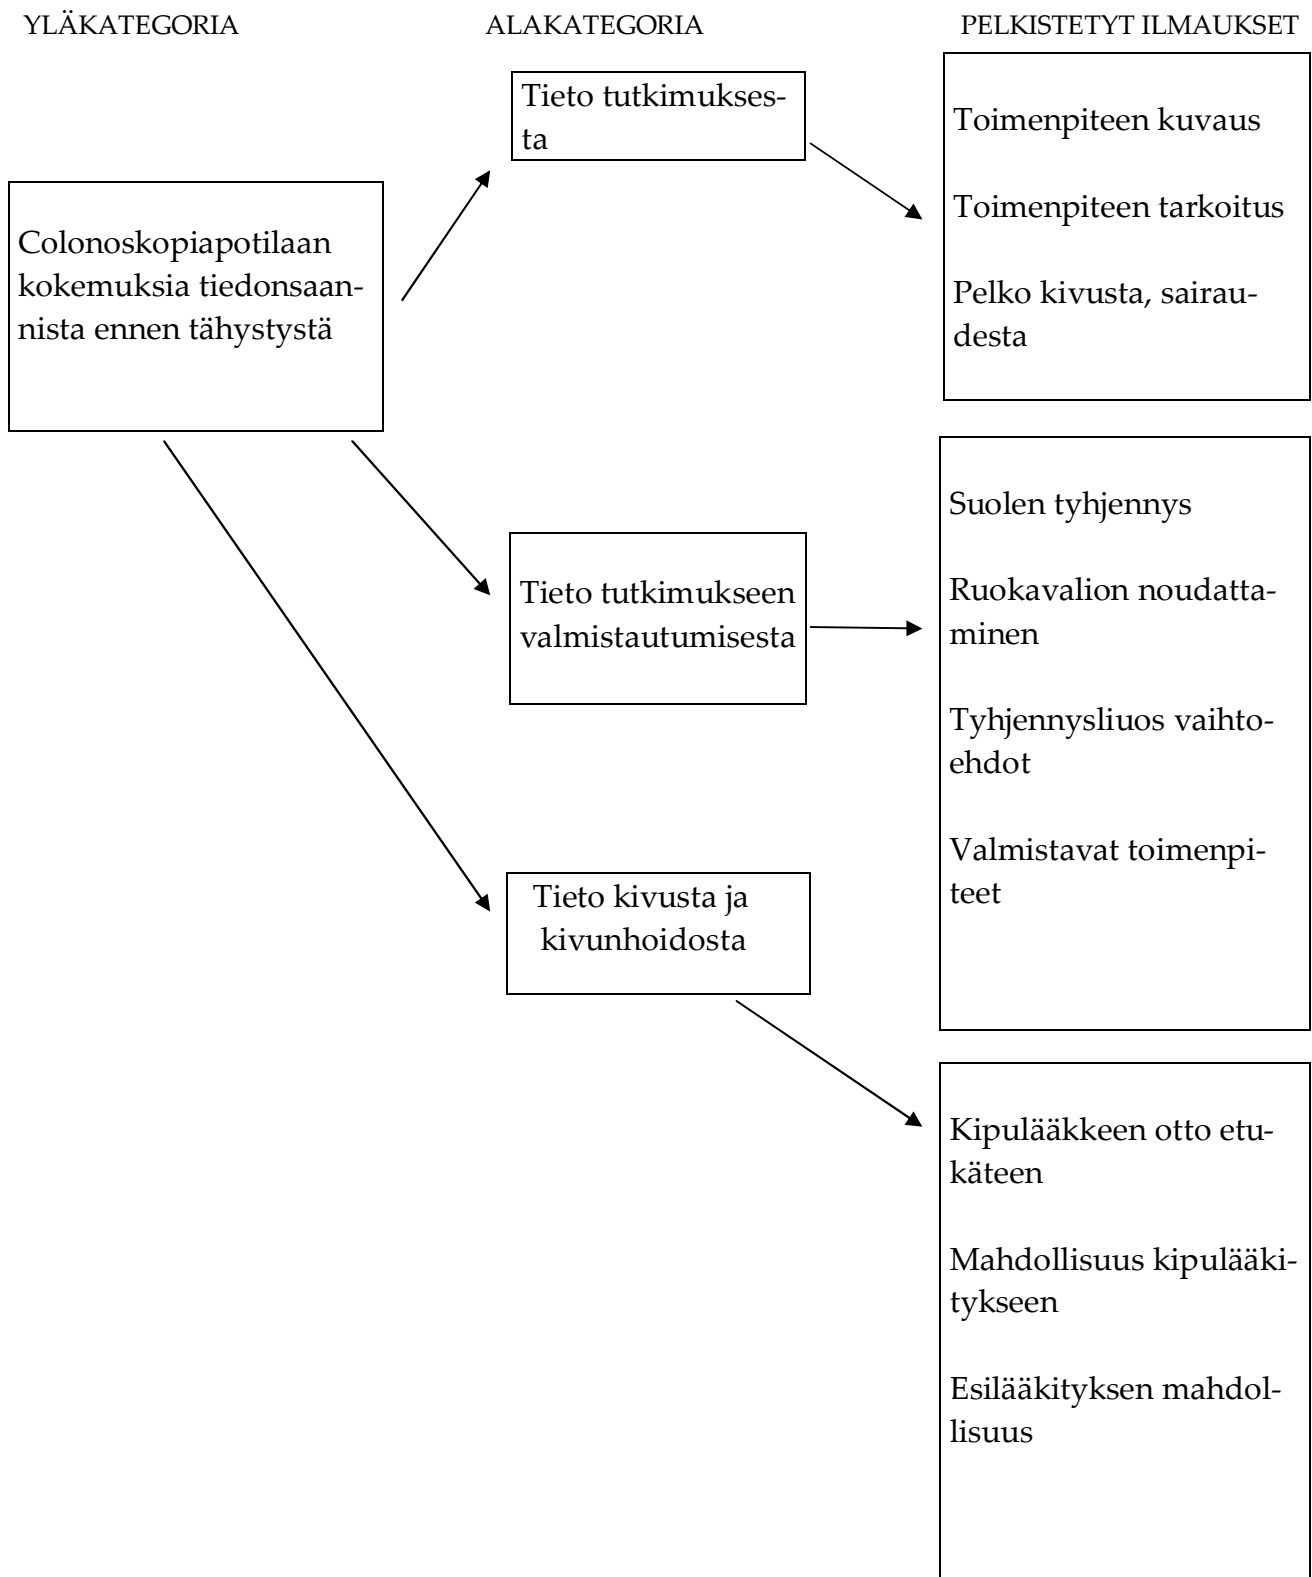 YLÄKATEGORIA
ALAKATEGORIA
PELKISTETYT ILMAUKSET
Colonoskopiapotilaan
kokemuksia tiedonsaan-
nista ennen tähystystä
Tieto tutkimukses-
ta
Toimenpiteen kuvaus
Toimenpiteen tarkoitus
Pelko kivusta, sairau-
desta
Tieto tutkimukseen
valmistautumisesta
Suolen tyhjennys
Ruokavalion noudatta-
minen
Tyhjennysliuos vaihto-
ehdot
Valmistavat toimenpi-
teet
Tieto kivusta ja
kivunhoidosta
Kipulääkkeen otto etu-
käteen
Mahdollisuus kipulääki-
tykseen
Esilääkityksen mahdol-
lisuus